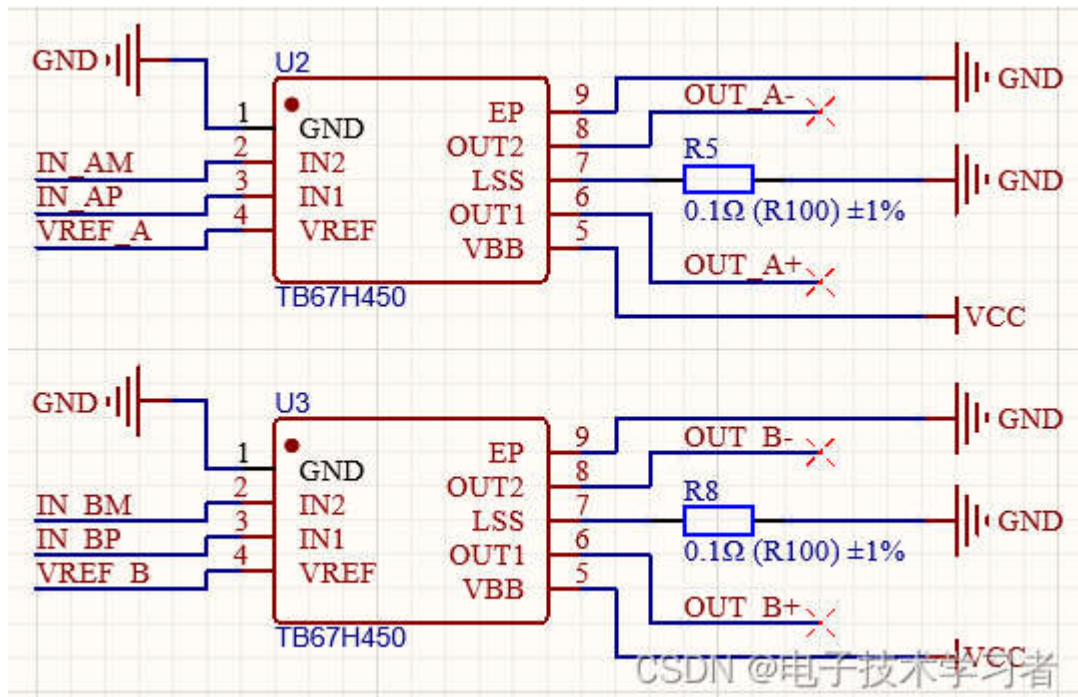 GND
U2
GND
1
GND
EP
9
OUT_A-
IN_AM
2
IN2
OUT2
8
R5
IN_AP
3
IN1
LSS
7
GND
VREF_A
4
VREF
OUT1
6
0.1Ω (R100) ±1%
VBB
5
OUT_A+
TB67H450
VCC
GND
U3
GND
1
GND
EP
9
OUT_B-
IN_BM
2
IN2
OUT2
8
R8
IN_BP
3
IN1
LSS
7
GND
VREF_B
4
VREF
OUT1
6
0.1Ω (R100) ±1%
VBB
5
OUT_B+
TB67H450
VCC
CSDN @电子技术学习者